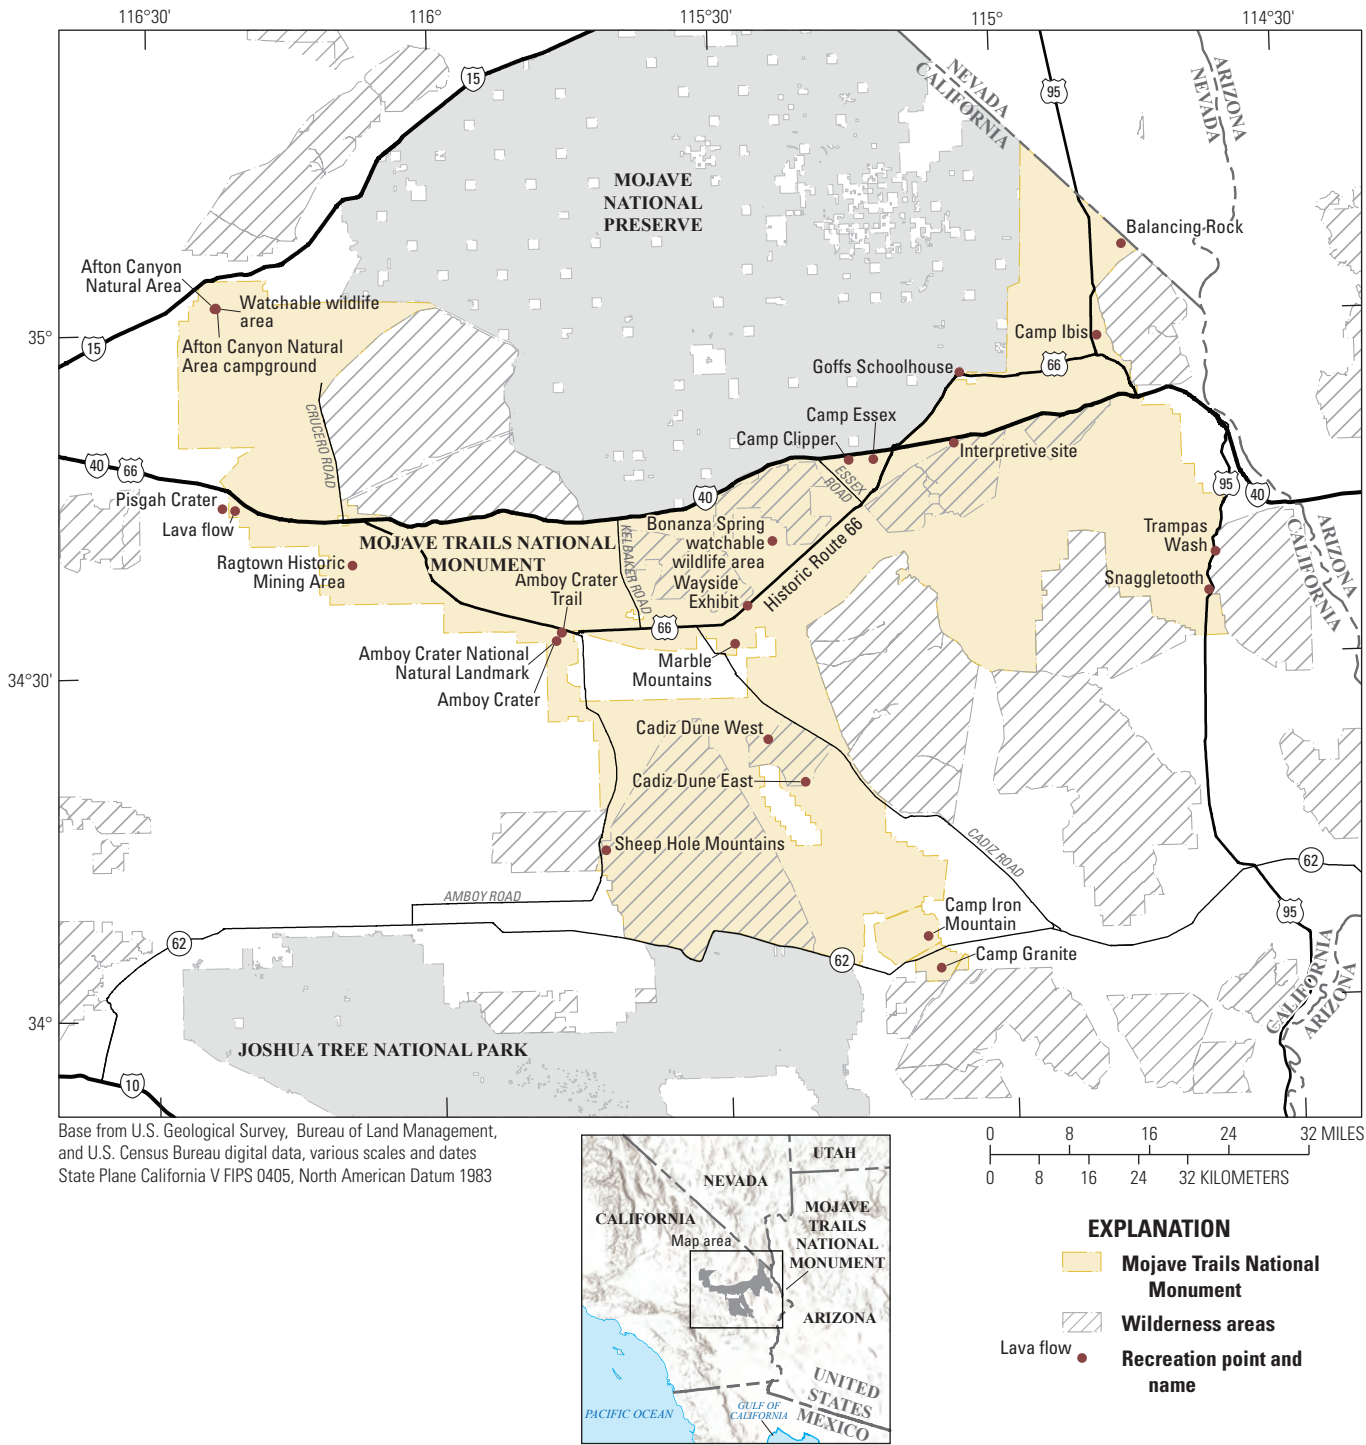 116°30'
116°
115°30'
115°
114°30'
15
95
NEVADA
CALIFORNIA
ARIZONA
NEVADA
MOJAVE
NATIONAL
PRESERVE
Balancing Rock
Afton Canyon
Natural Area
Watchable wildlife
area
Afton Canyon Natural
Area campground
35°
15
Camp Ibis
66
Goffs Schoolhouse
CRUCERO ROAD
Camp Essex
Camp Clipper
Interpretive site
40
66
ESSEX
ROAD
95
40
Pisgah Crater
Lava flow
40
Bonanza Spring
watchable
wildlife area
Trampas
Wash
ARIZONA
CALIFORNIA
MOJAVE TRAILS NATIONAL
MONUMENT
KELBAKER ROAD
Historic Route 66
Ragtown Historic
Mining Area
Amboy Crater
Trail
Wayside
Exhibit
Snaggletooth
66
Amboy Crater National
Natural Landmark
Marble
Mountains
34°30'
Amboy Crater
Cadiz Dune West
Cadiz Dune East
Sheep Hole Mountains
CADIZ ROAD
62
AMBOY ROAD
Camp Iron
Mountain
95
62
62
Camp Granite
CALIFORNIA
ARIZONA
34°
JOSHUA TREE NATIONAL PARK
10
Base from U.S. Geological Survey, Bureau of Land Management,
and U.S. Census Bureau digital data, various scales and dates
State Plane California V FIPS 0405, North American Datum 1983
0 8 16 24 32 MILES
0 8 16 24 32 KILOMETERS
UTAH
NEVADA
CALIFORNIA
MOJAVE
TRAILS
NATIONAL
MONUMENT
Map area
ARIZONA
UNITED
STATES
MEXICO
PACIFIC OCEAN
GULF OF
CALIFORNIA
EXPLANATION
Mojave Trails National
Monument
Wilderness areas
Lava flow
Recreation point and
name